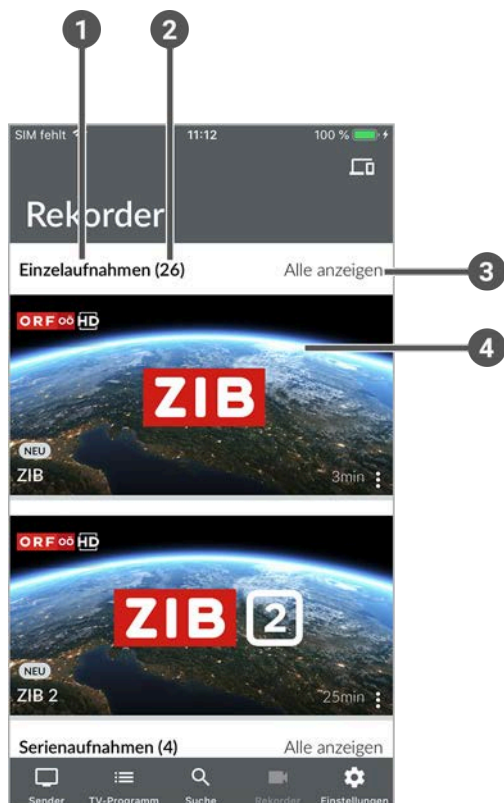 1 2
SIM fehlt 11:12 100 %
Rekorder
Einzelaufnahmen (26) Alle anzeigen
3
4
ORF oö HD
ZIB
NEU
ZIB 3min
ORF oö HD
ZIB 2
NEU
ZIB 2 25min
Serienaufnahmen (4) Alle anzeigen
Sender TV-Programm Suche Rekorder Einstellungen